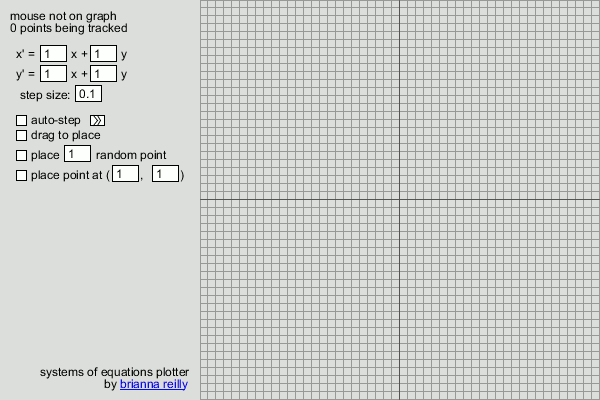 mouse not on graph
0 points being tracked
x' = 1 x + 1 y
y' = 1 x + 1 y
step size: 0.1
auto-step
drag to place
place 1 random point
place point at ( 1 , 1 )
systems of equations plotter
by brianna reilly